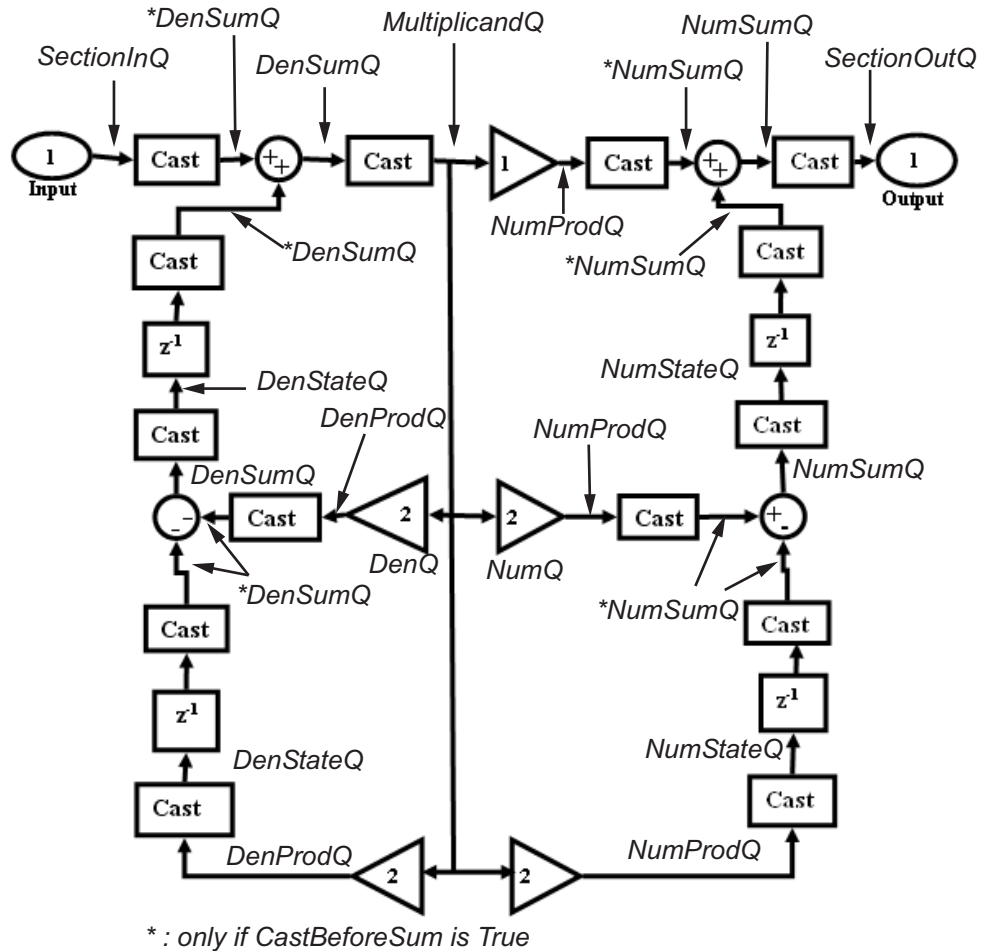 *DenSumQ
MultiplicandQ
NumSumQ
SectionInQ
DenSumQ
*NumSumQ
SectionOutQ
1
Input
Cast
++
Cast
1
Cast
++
Cast
1
Output
NumProdQ
*DenSumQ
*NumSumQ
Cast
Cast
z-1
z-1
DenStateQ
NumStateQ
DenProdQ
NumProdQ
Cast
Cast
DenSumQ
NumSumQ
--
Cast
2
2
Cast
+-
DenQ
NumQ
*DenSumQ
*NumSumQ
Cast
Cast
z-1
z-1
DenStateQ
NumStateQ
Cast
Cast
DenProdQ
2
2
NumProdQ
* : only if CastBeforeSum is True